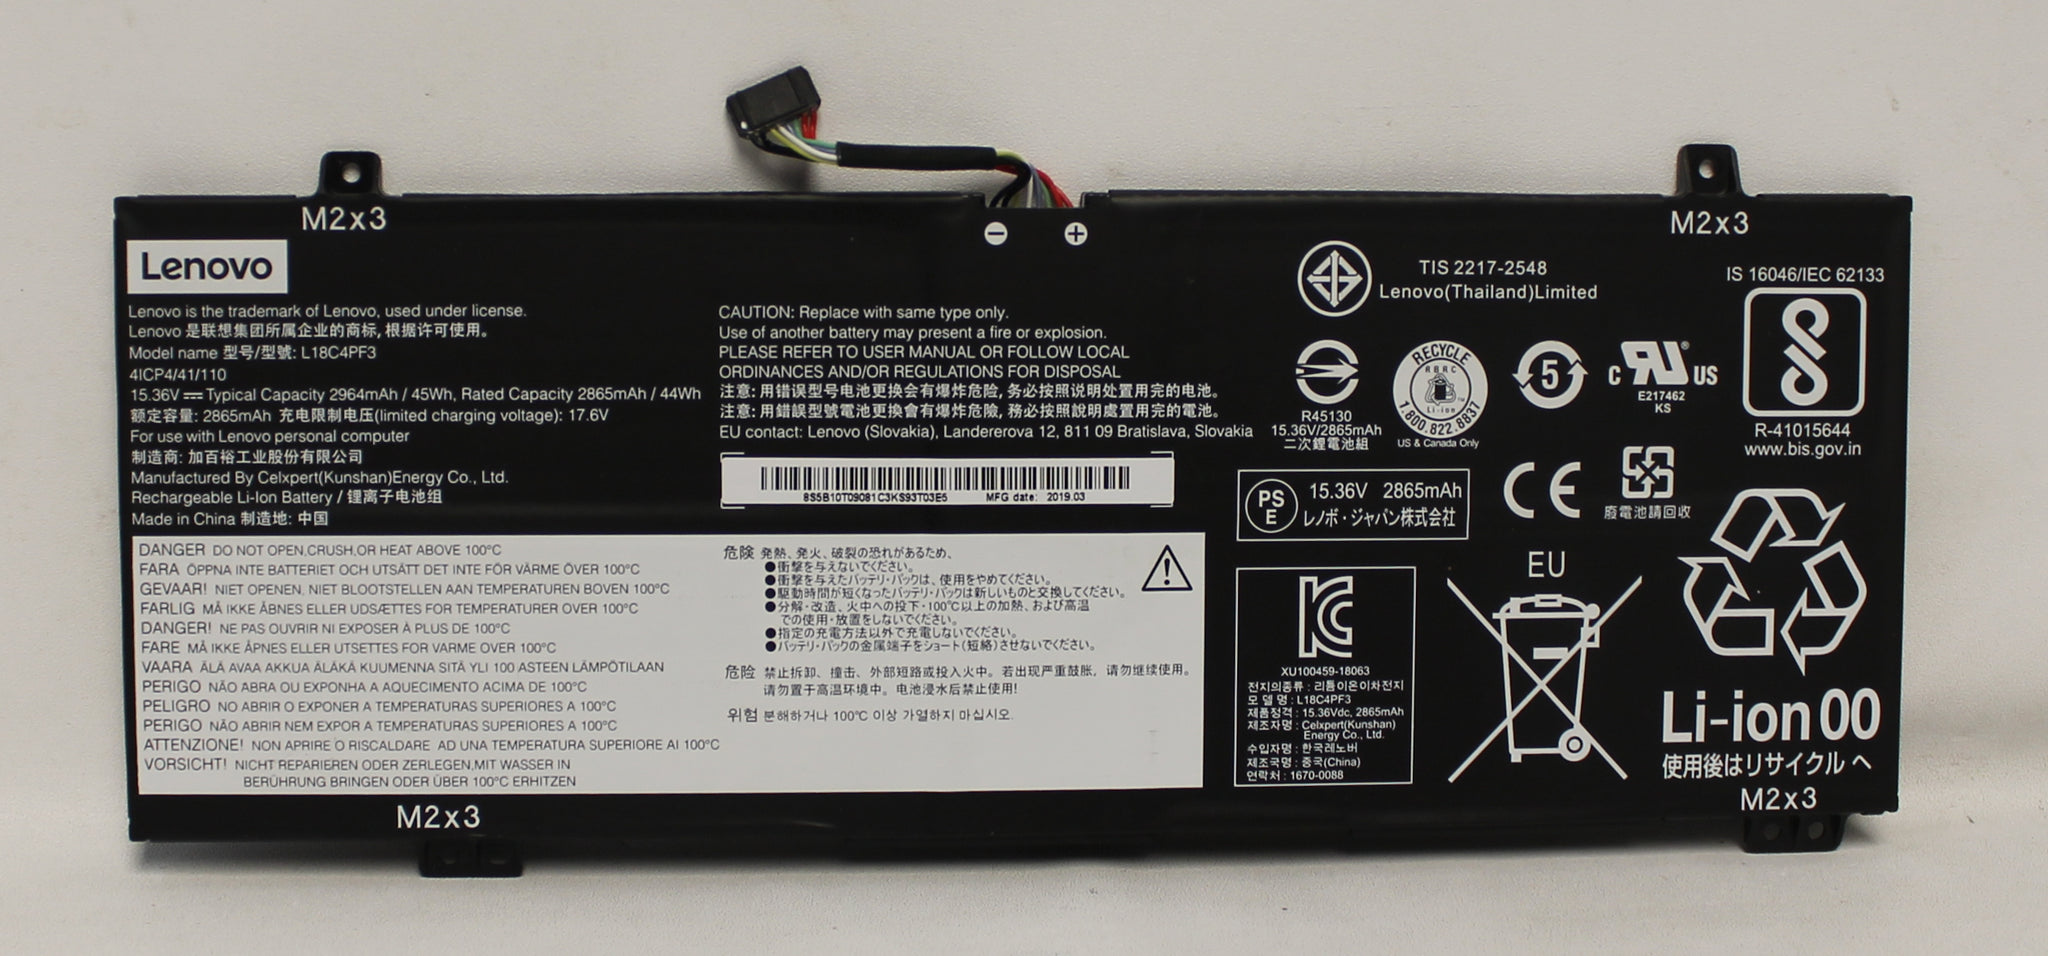 M2x3
M2x3
Lenovo
Lenovo is the trademark of Lenovo, used under license.
Lenovo 是联想集团所属企业的商标, 根据许可使用。
Model name 型号/型號: L18C4PF3
4ICP4/41/110
15.36V ⎓ Typical Capacity 2964mAh / 45Wh, Rated Capacity 2865mAh / 44Wh
额定容量: 2865mAh 充电限制电压(limited charging voltage): 17.6V
For use with Lenovo personal computer
制造商: 加百裕工业股份有限公司
Manufactured By Celxpert(Kunshan)Energy Co., Ltd.
Rechargeable Li-Ion Battery / 锂离子电池组
Made in China 制造地: 中国
CAUTION: Replace with same type only.
Use of another battery may present a fire or explosion.
PLEASE REFER TO USER MANUAL OR FOLLOW LOCAL
ORDINANCES AND/OR REGULATIONS FOR DISPOSAL
注意: 用错误型号电池更换会有爆炸危险, 务必按照说明处置用完的电池。
注意: 用錯誤型號電池更換會有爆炸危險, 務必按照說明處置用完的電池。
EU contact: Lenovo (Slovakia), Landererova 12, 811 09 Bratislava, Slovakia
8S5B10T09081C3KS93T03E5 MFG date: 2019.03
DANGER DO NOT OPEN,CRUSH,OR HEAT ABOVE 100°C
FARA ÖPPNA INTE BATTERIET OCH UTSÄTT DET INTE FÖR VÄRME ÖVER 100°C
GEVAAR! NIET OPENEN, NIET BLOOTSTELLEN AAN TEMPERATUREN BOVEN 100°C
FARLIG MÅ IKKE ÅBNES ELLER UDSÆTTES FOR TEMPERATURER OVER 100°C
DANGER! NE PAS OUVRIR NI EXPOSER À PLUS DE 100°C
FARE MÅ IKKE ÅPNES ELLER UTSETTES FOR VARME OVER 100°C
VAARA ÄLÄ AVAA AKKUA ÄLÄKÄ KUUMENNA SITÄ YLI 100 ASTEEN LÄMPÖTILAAN
PERIGO NÃO ABRA OU EXPONHA A AQUECIMENTO ACIMA DE 100°C
PELIGRO NO ABRIR O EXPONER A TEMPERATURAS SUPERIORES A 100°C
PERIGO NÃO ABRIR NEM EXPOR A TEMPERATURAS SUPERIORES A 100°C
ATTENZIONE! NON APRIRE O RISCALDARE AD UNA TEMPERATURA SUPERIORE AI 100°C
VORSICHT! NICHT REPARIEREN ODER ZERLEGEN,MIT WASSER IN
BERÜHRUNG BRINGEN ODER ÜBER 100°C ERHITZEN
危険 発熱、発火、破裂の恐れがあるため、
●衝撃を与えないでください。
●衝撃を与えたバッテリ・パックは、使用をやめてください。
●駆動時間が短くなったバッテリ・パックは新しいものと交換してください。
●分解・改造、火中への投下・100℃以上の加熱、および高温
での使用・放置をしないでください。
●指定の充電方法以外で充電しないでください。
●バッテリ・パックの金属端子をショート(短絡)させないでください。
危险 禁止拆卸、撞击、外部短路或投入火中。若出现严重鼓胀，请勿继续使用。
请勿置于高温环境中。电池浸水后禁止使用!
위험 분해하거나 100℃ 이상 가열하지 마십시오.
TIS 2217-2548
Lenovo(Thailand)Limited
IS 16046/IEC 62133
R-41015644
www.bis.gov.in
R45130
15.36V/2865mAh
二次鋰電池組
RECYCLE
RBRC
Li-ion
1.800.822.8837
US & Canada Only
5
c RU® US
E217462
KS
PS
E
15.36V 2865mAh
レノボ・ジャパン株式会社
CE
廢電池請回收
KC
XU100459-18063
전지의종류 : 리튬이온이차전지
모 델 명 : L18C4PF3
제품정격 : 15.36Vdc, 2865mAh
제조자명 : Celxpert(Kunshan)
Energy Co., Ltd.
수입자명 : 한국레노버
제조국명 : 중국(China)
연락처 : 1670-0088
EU
Li-ion 00
使用後はリサイクル へ
M2x3
M2x3